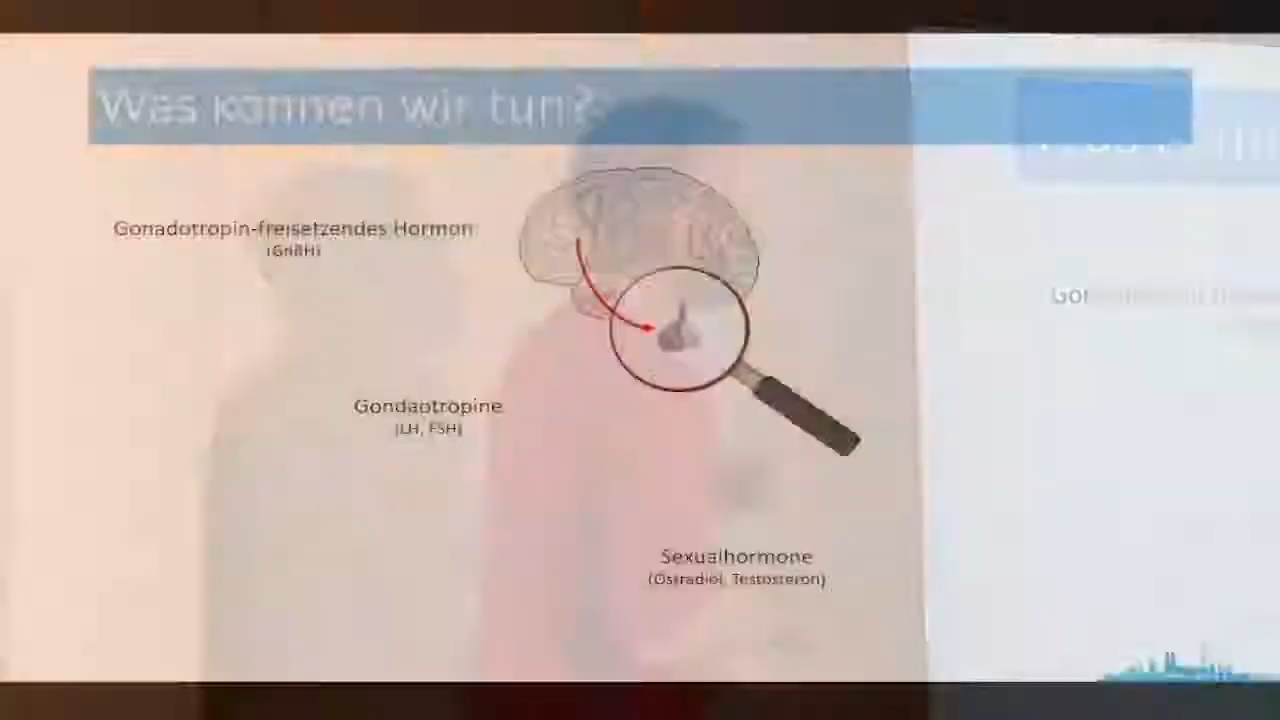 Was können wir tun?
Gonadotropin-freisetzendes Hormon
(GnRH)
Gondaotropine
(LH, FSH)
Sexualhormone
(Östradiol, Testosteron)